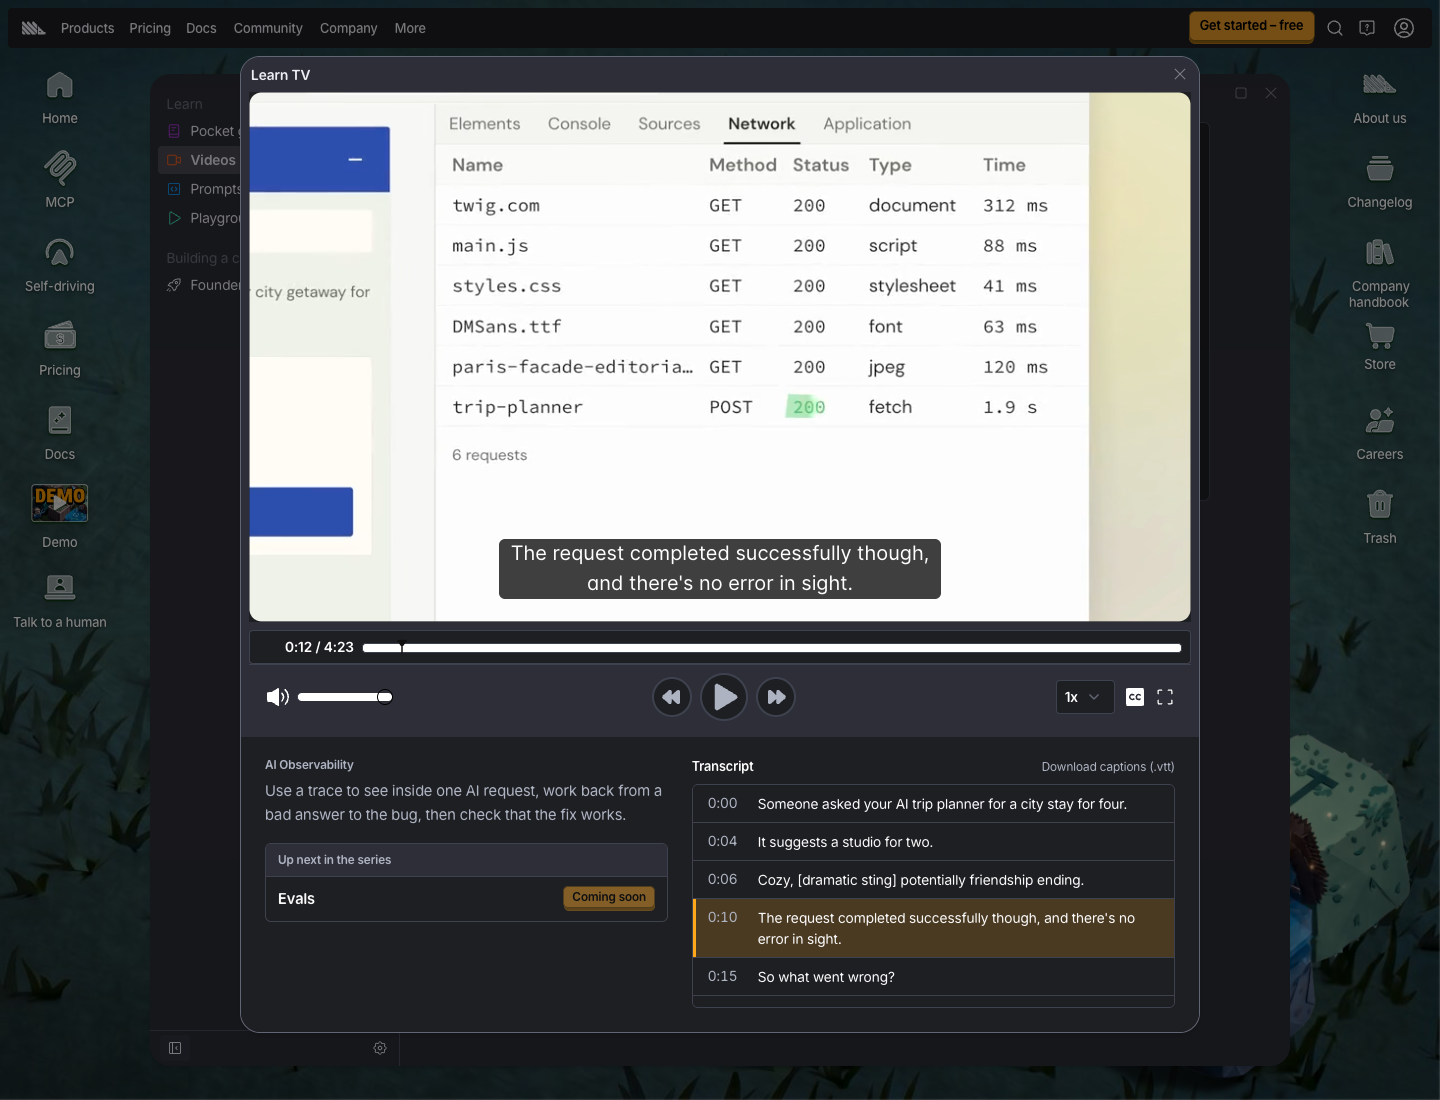 Products Pricing Docs Community Company More
Get started – free
Learn TV
Home
MCP
Self-driving
Pricing
Docs
DEMO
Demo
Talk to a human
Learn
Pocket
Videos
Prompts
Building a
About us
Changelog
Company
handbook
Store
Careers
Trash
Elements Console Sources Network Application
Name Method Status Type Time
twig.com GET 200 document 312 ms
main.js GET 200 script 88 ms
styles.css GET 200 stylesheet 41 ms
DMSans.ttf GET 200 font 63 ms
paris-facade-editoria… GET 200 jpeg 120 ms
trip-planner POST 200 fetch 1.9 s
6 requests
city getaway for
The request completed successfully though,
and there's no error in sight.
0:12 / 4:23
1x
CC
AI Observability
Use a trace to see inside one AI request, work back from a
bad answer to the bug, then check that the fix works.
Up next in the series
Evals Coming soon
Transcript Download captions (.vtt)
0:00 Someone asked your AI trip planner for a city stay for four.
0:04 It suggests a studio for two.
0:06 Cozy, [dramatic sting] potentially friendship ending.
0:10 The request completed successfully though, and there's no
error in sight.
0:15 So what went wrong?